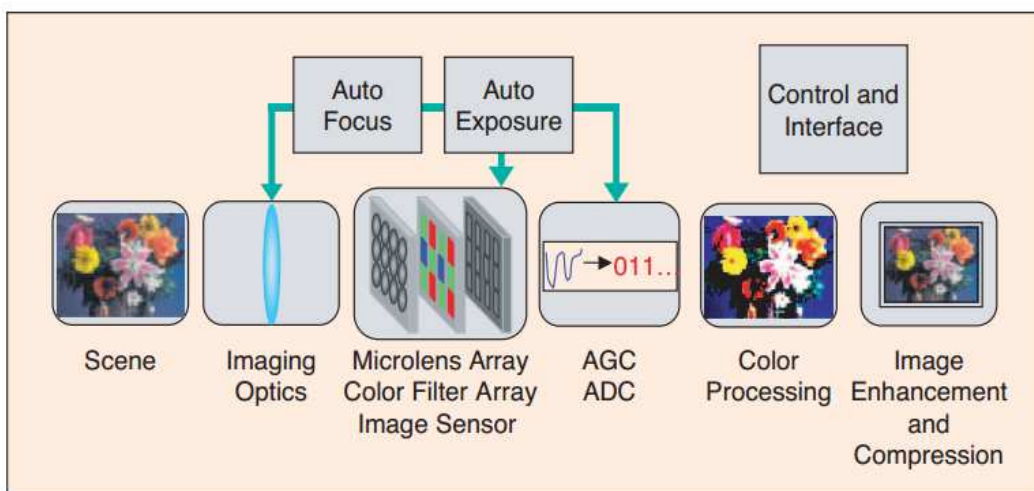 Auto
Focus
Auto
Exposure
Control and
Interface
011...
Scene
Imaging
Optics
Microlens Array
Color Filter Array
Image Sensor
AGC
ADC
Color
Processing
Image
Enhancement
and
Compression